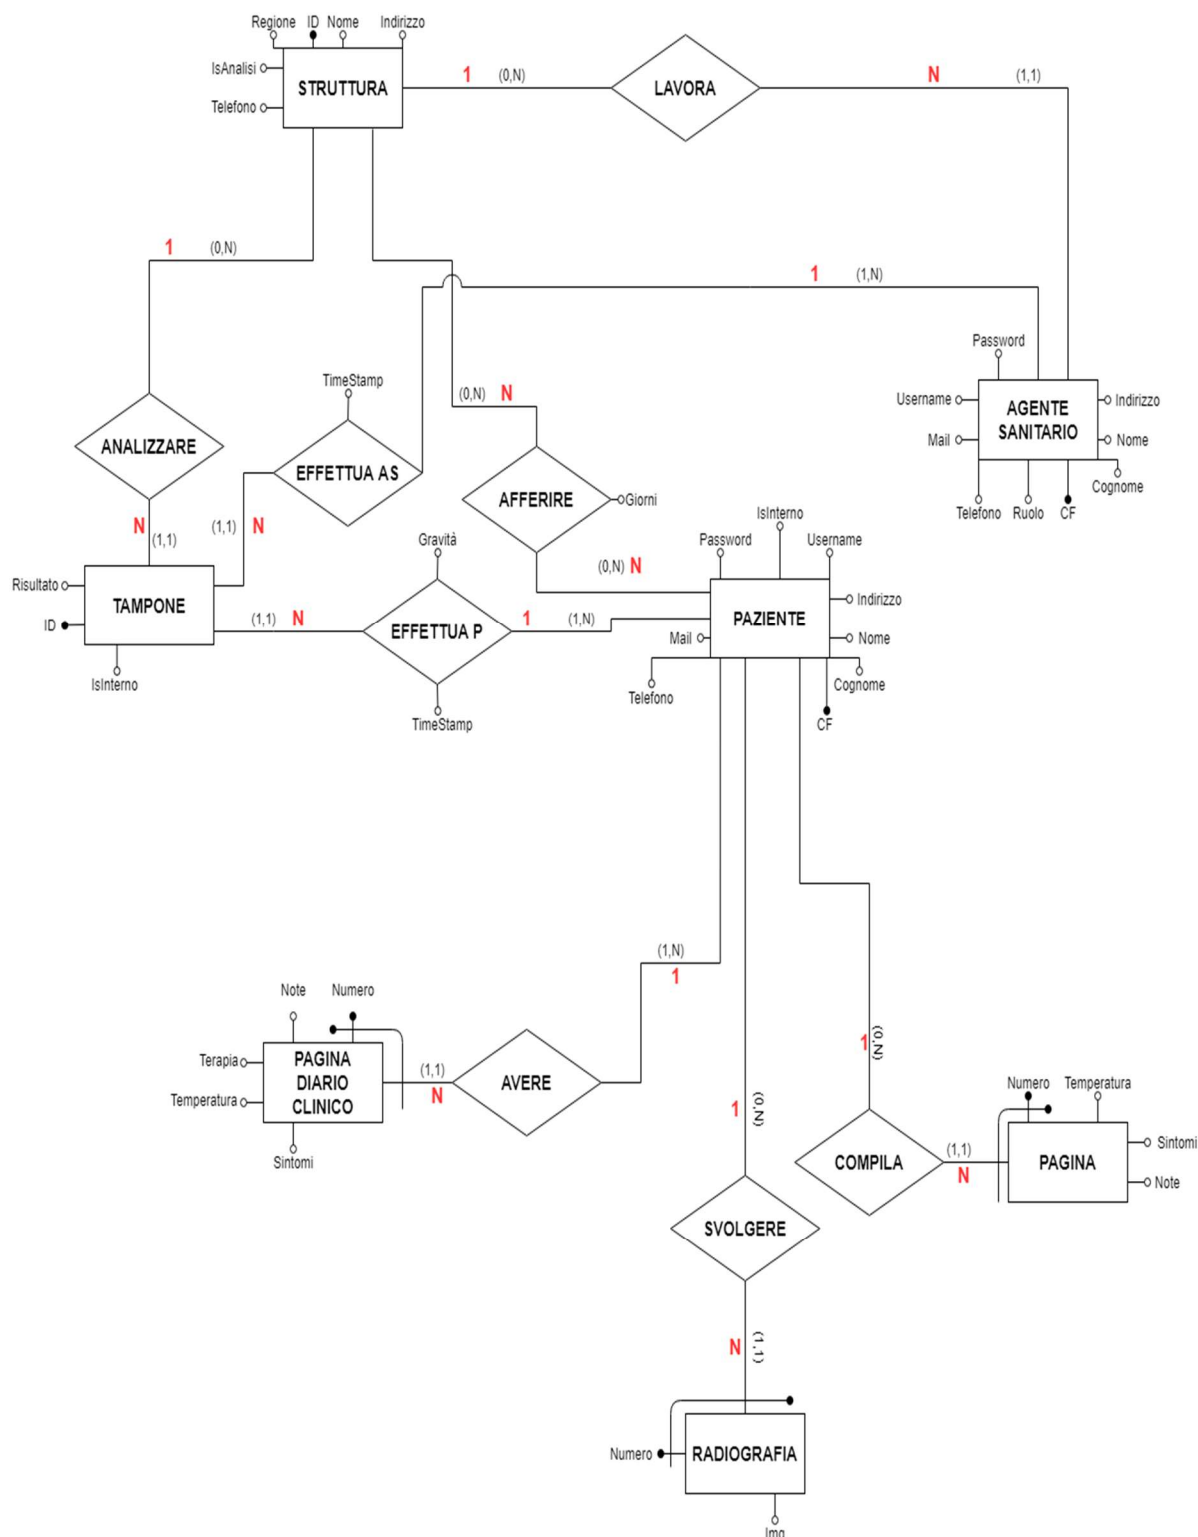 Regione ID Nome Indirizzo
IsAnalisi
STRUTTURA
Telefono
1 (0,N)
LAVORA
N (1,1)
1 (0,N)
1 (1,N)
Password
Username
AGENTE
SANITARIO
Indirizzo
Mail
Nome
Cognome
Telefono Ruolo CF
TimeStamp
(0,N) N
ANALIZZARE
EFFETTUA AS
AFFERIRE
Giorni
N
(1,1)
(1,1) N
Gravità
(0,N) N
Password
IsInterno
Username
Risultato
TAMPONE
ID
IsInterno
(1,1) N
EFFETTUA P
1 (1,N)
Mail
PAZIENTE
Indirizzo
Nome
Cognome
Telefono
CF
TimeStamp
(1,N)
1
Note Numero
Terapia
PAGINA
DIARIO
CLINICO
Temperatura
Sintomi
(1,1)
N
AVERE
1 (0,N)
1 (0,N)
COMPILA
(1,1)
N
Numero Temperatura
PAGINA
Sintomi
Note
SVOLGERE
N (1,1)
Numero
RADIOGRAFIA
Img